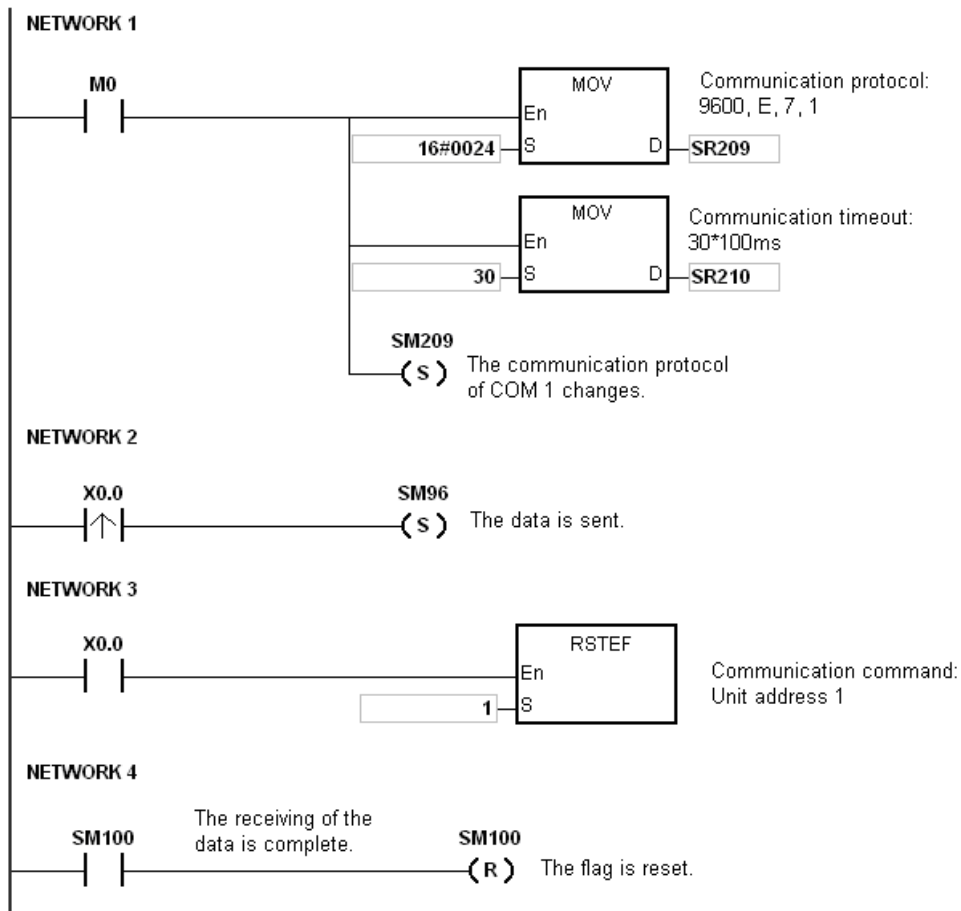 NETWORK 1
M0
MOV
Communication protocol:
9600, E, 7, 1
En
16#0024
S
D
SR209
MOV
Communication timeout:
30*100ms
En
30
S
D
SR210
SM209
( S )
The communication protocol
of COM 1 changes.
NETWORK 2
X0.0
SM96
( S )
The data is sent.
NETWORK 3
X0.0
RSTEF
En
1
S
Communication command:
Unit address 1
NETWORK 4
SM100
The receiving of the
data is complete.
SM100
( R )
The flag is reset.